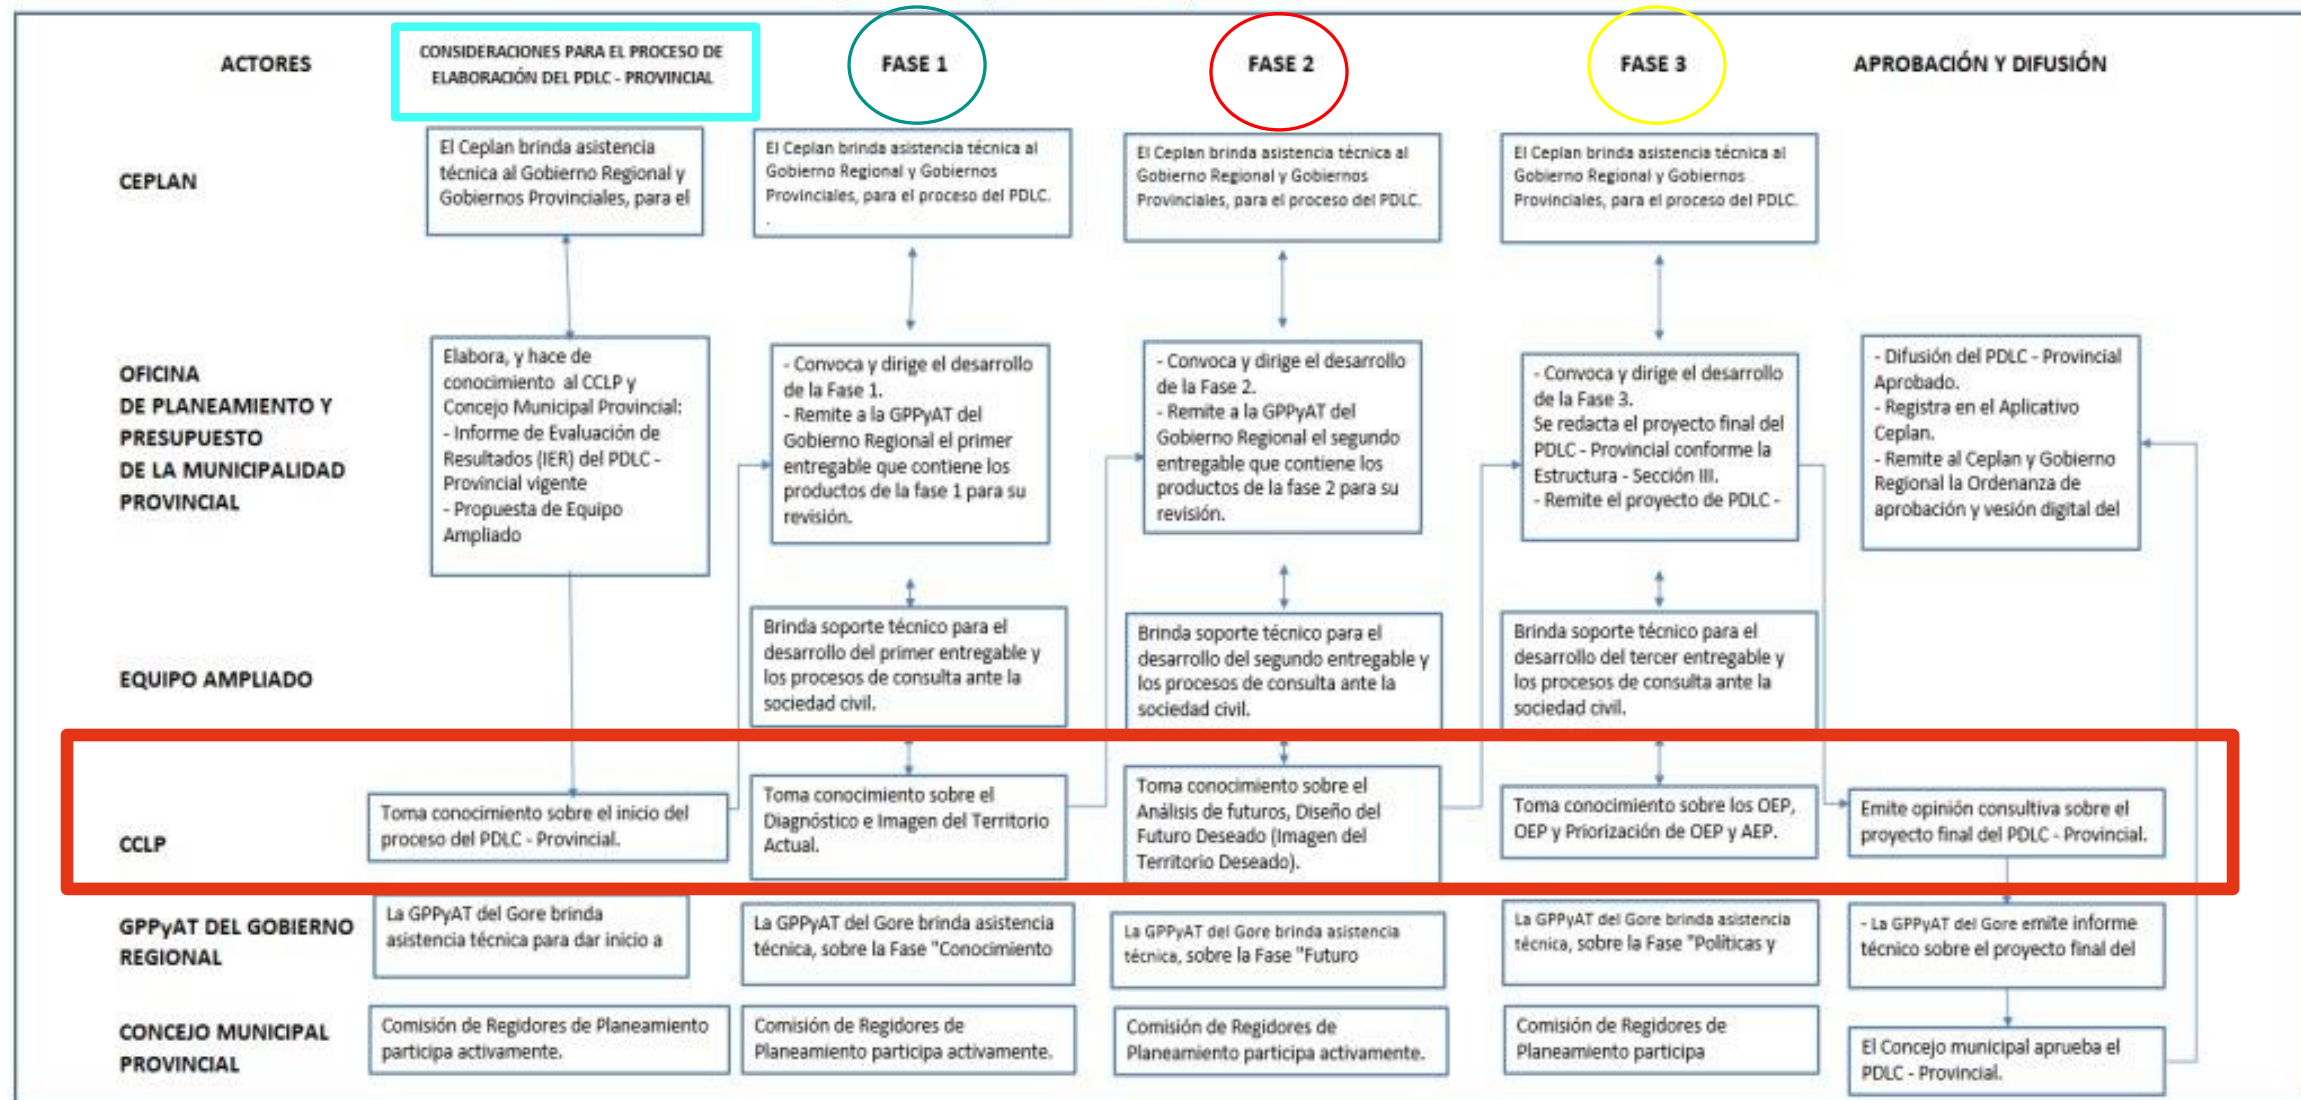 ACTORES
CONSIDERACIONES PARA EL PROCESO DE
ELABORACIÓN DEL PDLC - PROVINCIAL
FASE 1
FASE 2
FASE 3
APROBACIÓN Y DIFUSIÓN
CEPLAN
El Ceplan brinda asistencia
técnica al Gobierno Regional y
Gobiernos Provinciales, para el
El Ceplan brinda asistencia técnica al
Gobierno Regional y Gobiernos
Provinciales, para el proceso del PDLC.
.
El Ceplan brinda asistencia técnica al
Gobierno Regional y Gobiernos
Provinciales, para el proceso del PDLC.
El Ceplan brinda asistencia técnica al
Gobierno Regional y Gobiernos
Provinciales, para el proceso del PDLC.
OFICINA
DE PLANEAMIENTO Y
PRESUPUESTO
DE LA MUNICIPALIDAD
PROVINCIAL
Elabora, y hace de
conocimiento al CCLP y
Concejo Municipal Provincial:
- Informe de Evaluación de
Resultados (IER) del PDLC -
Provincial vigente
- Propuesta de Equipo
Ampliado
- Convoca y dirige el desarrollo
de la Fase 1.
- Remite a la GPPyAT del
Gobierno Regional el primer
entregable que contiene los
productos de la fase 1 para su
revisión.
- Convoca y dirige el desarrollo
de la Fase 2.
- Remite a la GPPyAT del
Gobierno Regional el segundo
entregable que contiene los
productos de la fase 2 para su
revisión.
- Convoca y dirige el desarrollo
de la Fase 3.
Se redacta el proyecto final del
PDLC - Provincial conforme la
Estructura - Sección III.
- Remite el proyecto de PDLC -
- Difusión del PDLC - Provincial
Aprobado.
- Registra en el Aplicativo
Ceplan.
- Remite al Ceplan y Gobierno
Regional la Ordenanza de
aprobación y vesión digital del
EQUIPO AMPLIADO
Brinda soporte técnico para el
desarrollo del primer entregable y
los procesos de consulta ante la
sociedad civil.
Brinda soporte técnico para el
desarrollo del segundo entregable y
los procesos de consulta ante la
sociedad civil.
Brinda soporte técnico para el
desarrollo del tercer entregable y
los procesos de consulta ante la
sociedad civil.
CCLP
Toma conocimiento sobre el inicio del
proceso del PDLC - Provincial.
Toma conocimiento sobre el
Diagnóstico e Imagen del Territorio
Actual.
Toma conocimiento sobre el
Análisis de futuros, Diseño del
Futuro Deseado (Imagen del
Territorio Deseado).
Toma conocimiento sobre los OEP,
OEP y Priorización de OEP y AEP.
Emite opinión consultiva sobre el
proyecto final del PDLC - Provincial.
GPPyAT DEL GOBIERNO
REGIONAL
La GPPyAT del Gore brinda
asistencia técnica para dar inicio a
La GPPyAT del Gore brinda asistencia
técnica, sobre la Fase "Conocimiento
La GPPyAT del Gore brinda asistencia
técnica, sobre la Fase "Futuro
La GPPyAT del Gore brinda asistencia
técnica, sobre la Fase "Políticas y
- La GPPyAT del Gore emite informe
técnico sobre el proyecto final del
CONCEJO MUNICIPAL
PROVINCIAL
Comisión de Regidores de Planeamiento
participa activamente.
Comisión de Regidores de
Planeamiento participa activamente.
Comisión de Regidores de
Planeamiento participa activamente.
Comisión de Regidores de
Planeamiento participa
El Concejo municipal aprueba el
PDLC - Provincial.